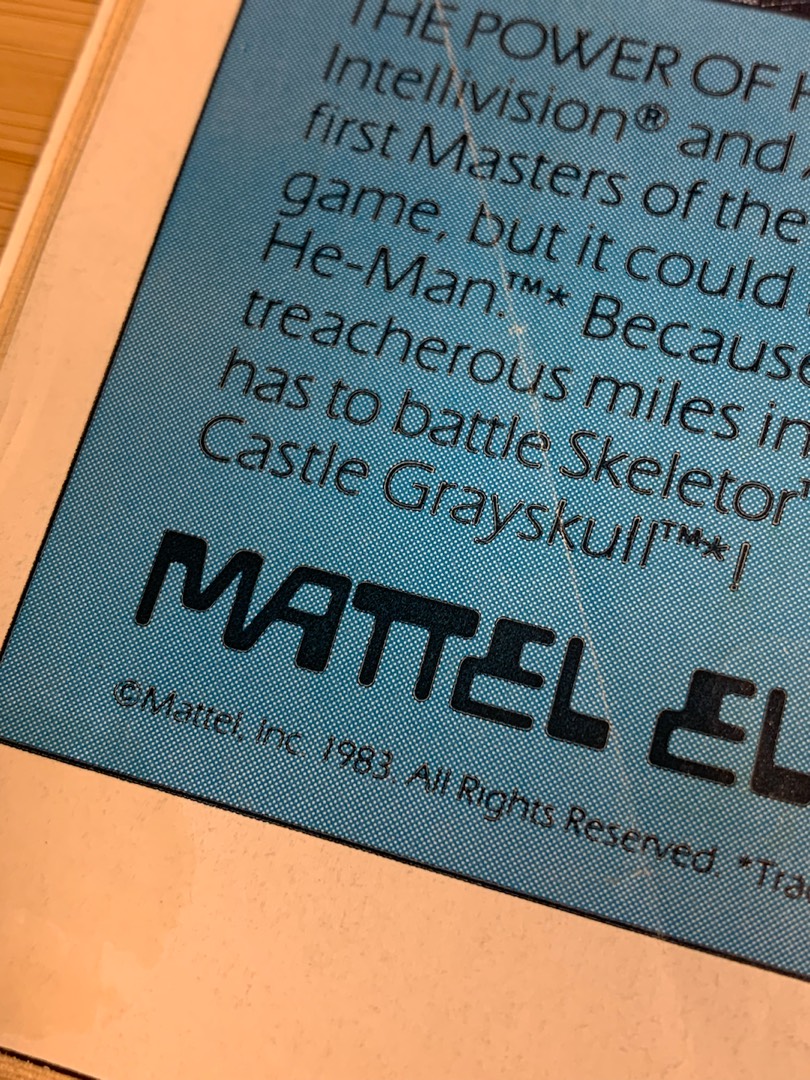 THE POWER OF
Intellivision® and
first Masters of the
game, but it could
He-Man.™* Because
treacherous miles in
has to battle Skeletor
Castle Grayskull™*!
MATTEL EL
©Mattel, Inc. 1983. All Rights Reserved. *Tra